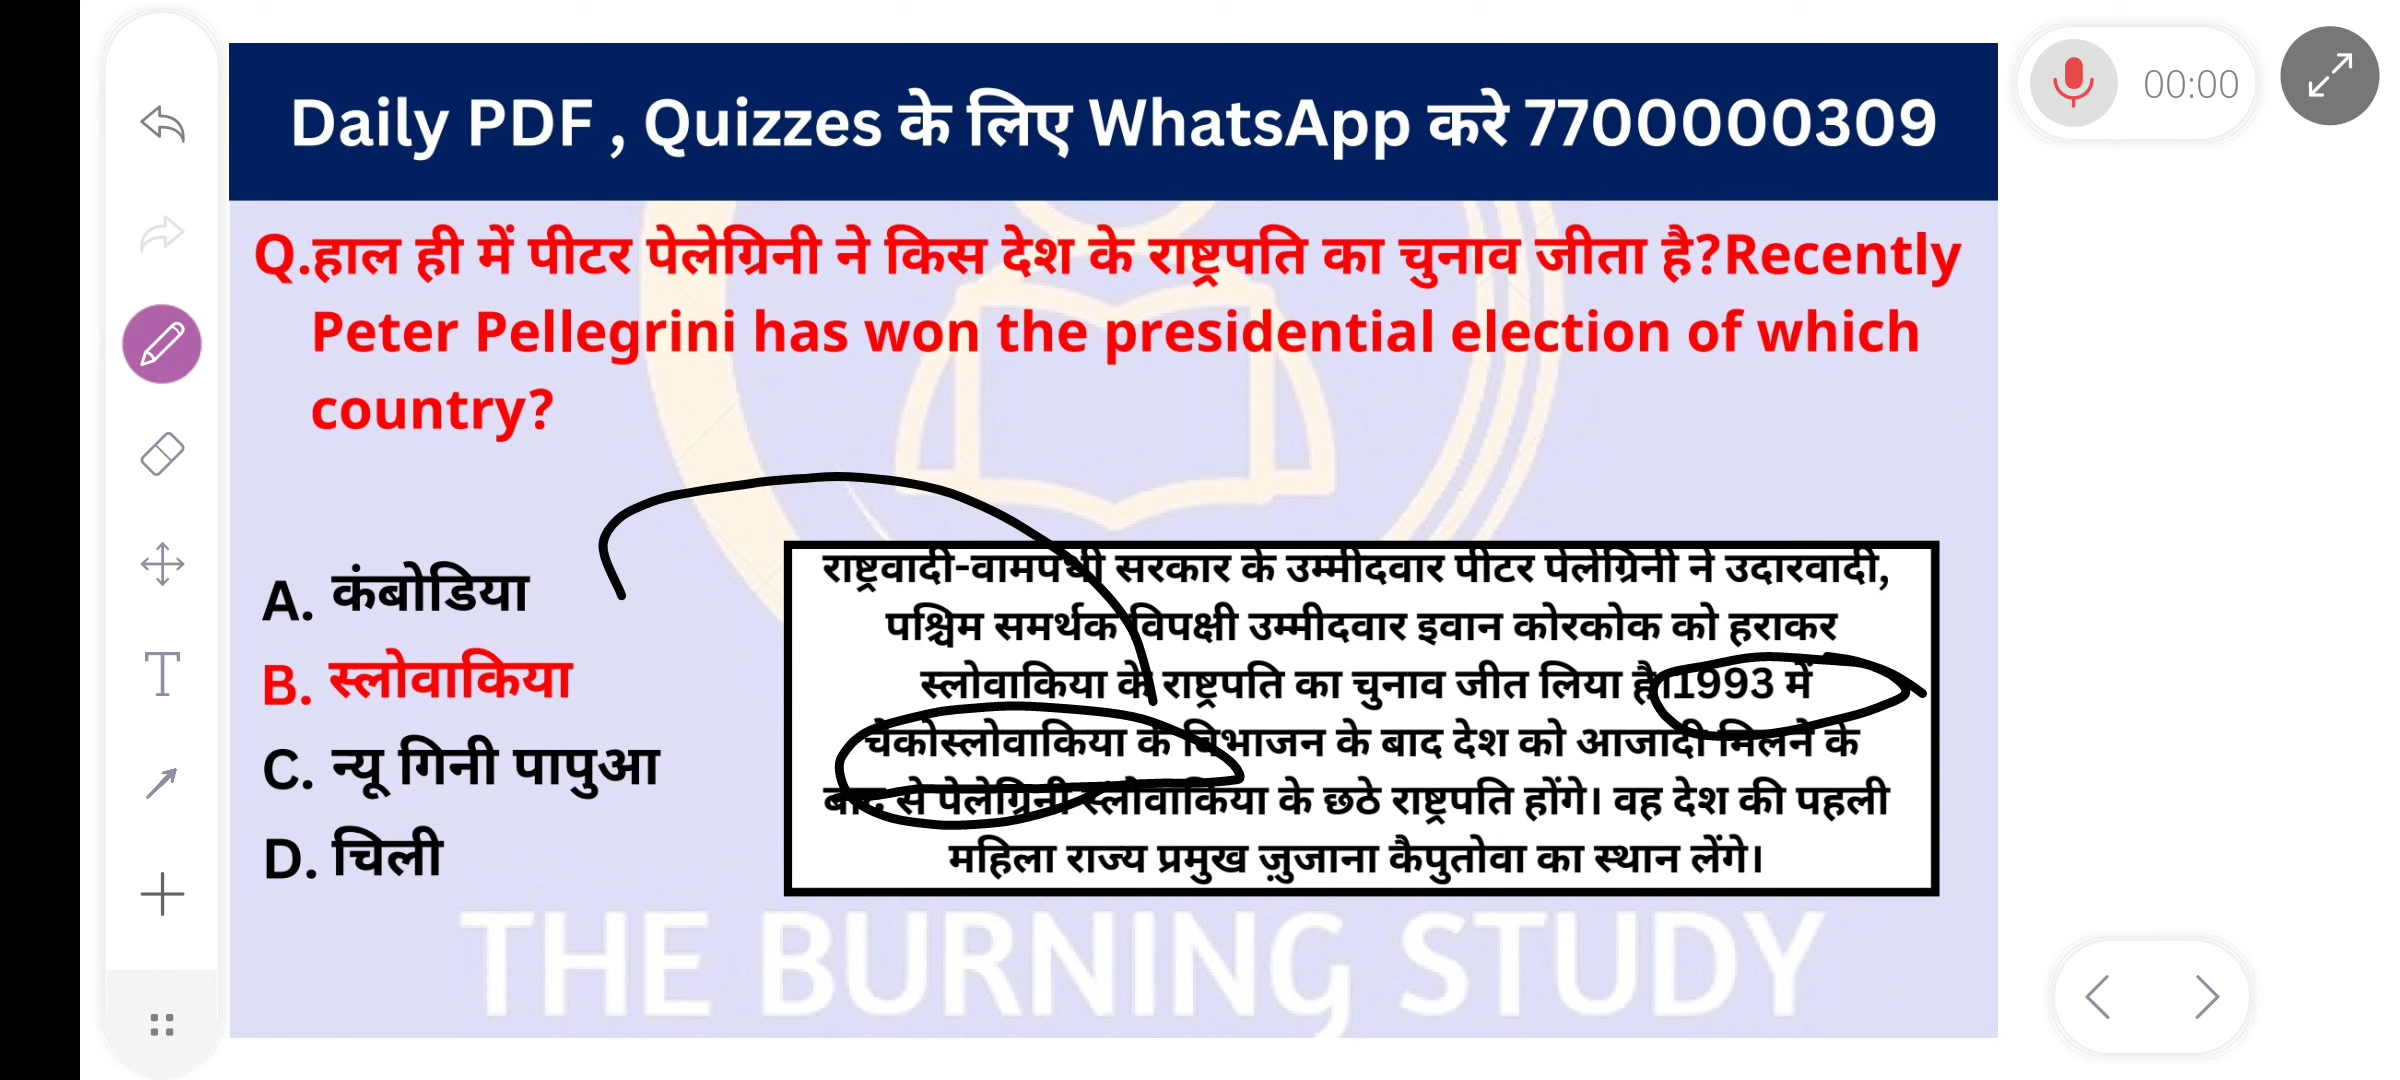 Daily PDF , Quizzes के लिए WhatsApp करे 7700000309
00:00
Q.हाल ही में पीटर पेलेग्रिनी ने किस देश के राष्ट्रपति का चुनाव जीता है?Recently
Peter Pellegrini has won the presidential election of which
country?
A. कंबोडिया
B. स्लोवाकिया
C. न्यू गिनी पापुआ
D. चिली
राष्ट्रवादी-वामपंथी सरकार के उम्मीदवार पीटर पेलेग्रिनी ने उदारवादी,
पश्चिम समर्थक विपक्षी उम्मीदवार इवान कोरकोक को हराकर
स्लोवाकिया के राष्ट्रपति का चुनाव जीत लिया है।1993 में
चेकोस्लोवाकिया के विभाजन के बाद देश को आजादी मिलने के
बाद से पेलेग्रिनी स्लोवाकिया के छठे राष्ट्रपति होंगे। वह देश की पहली
महिला राज्य प्रमुख ज़ुजाना कैपुतोवा का स्थान लेंगे।
THE BURNING STUDY
T